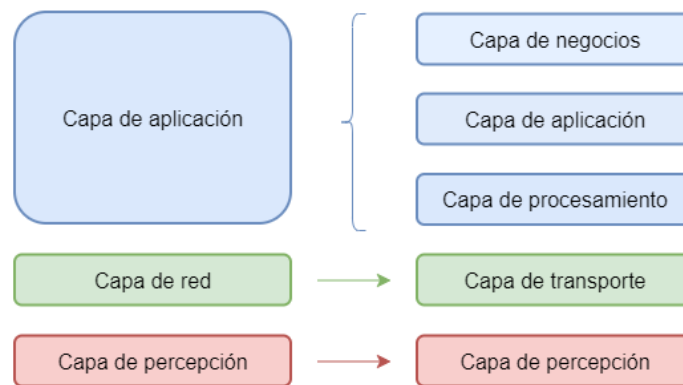 Capa de aplicación
Capa de negocios
Capa de aplicación
Capa de procesamiento
Capa de red
Capa de transporte
Capa de percepción
Capa de percepción